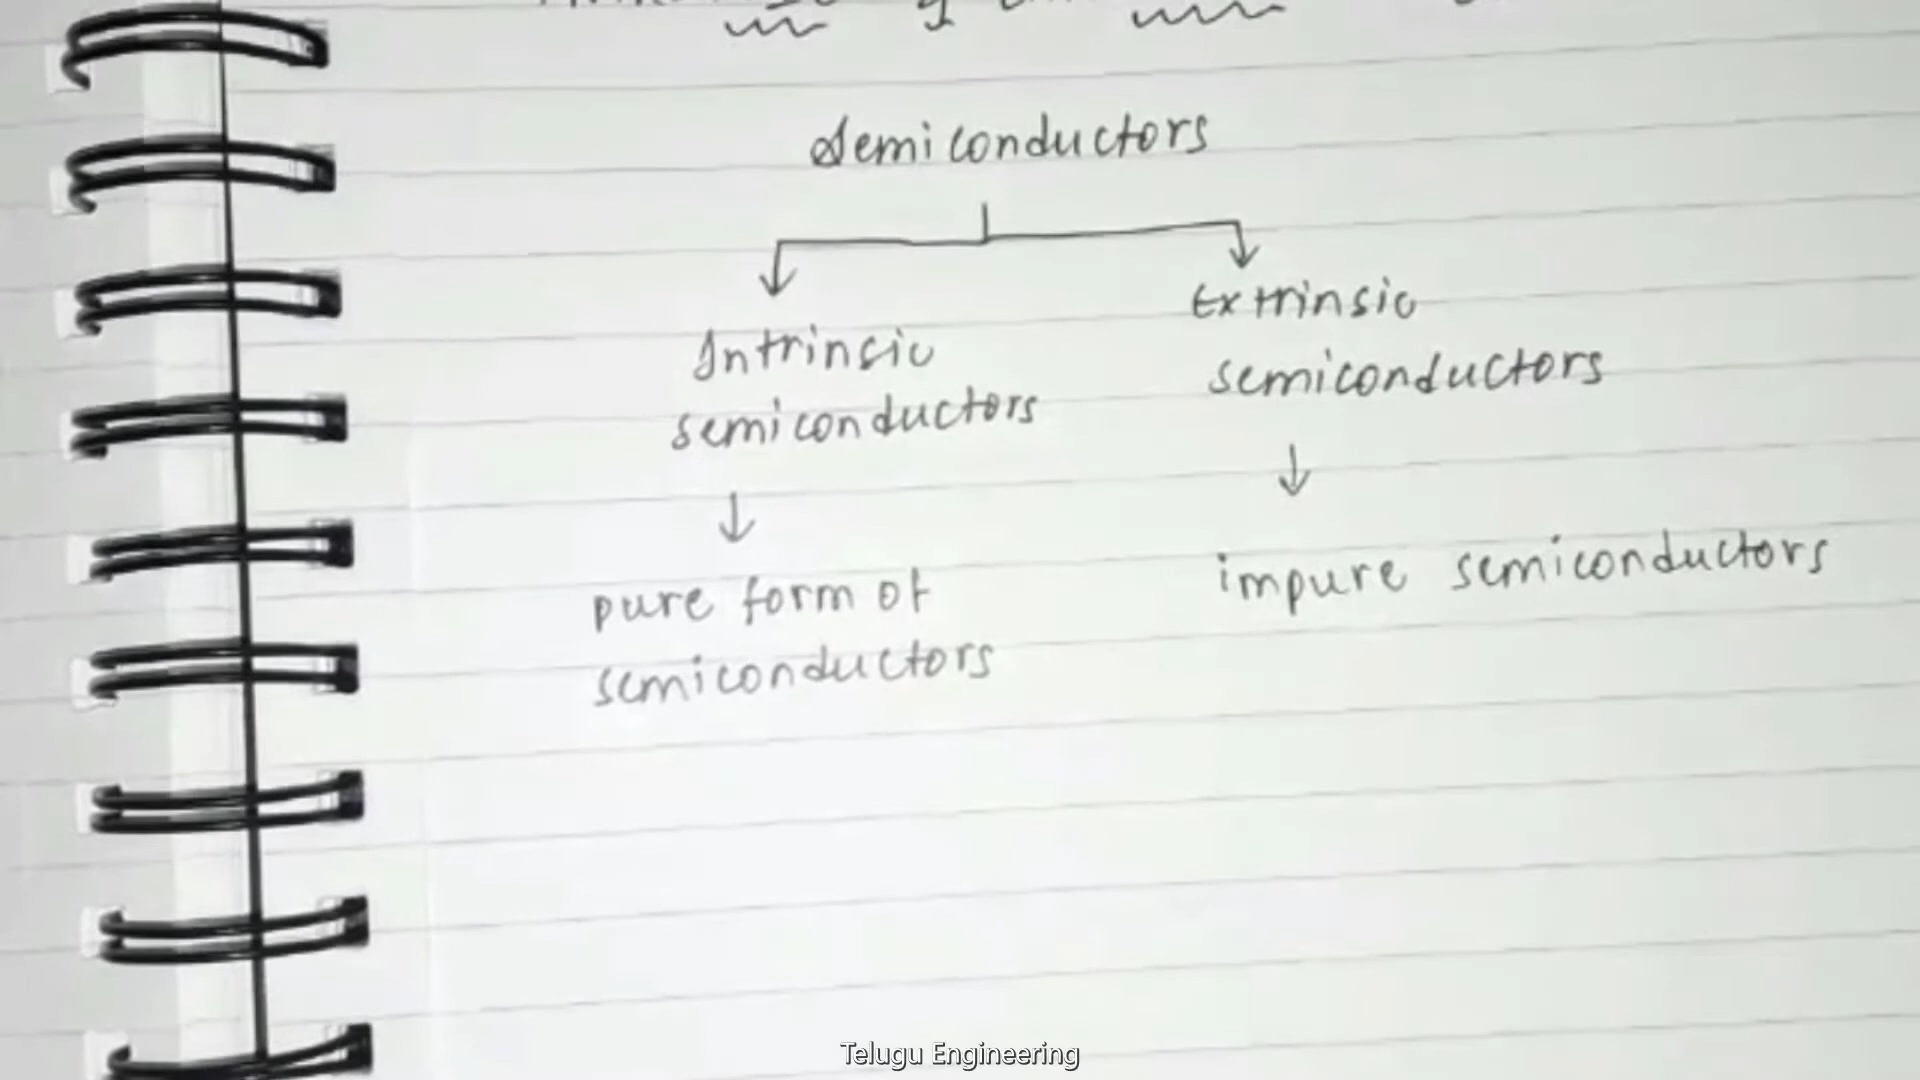 Semiconductors
Intrinsic
semiconductors
Extrinsic
semiconductors
pure form of
semiconductors
impure semiconductors
Telugu Engineering